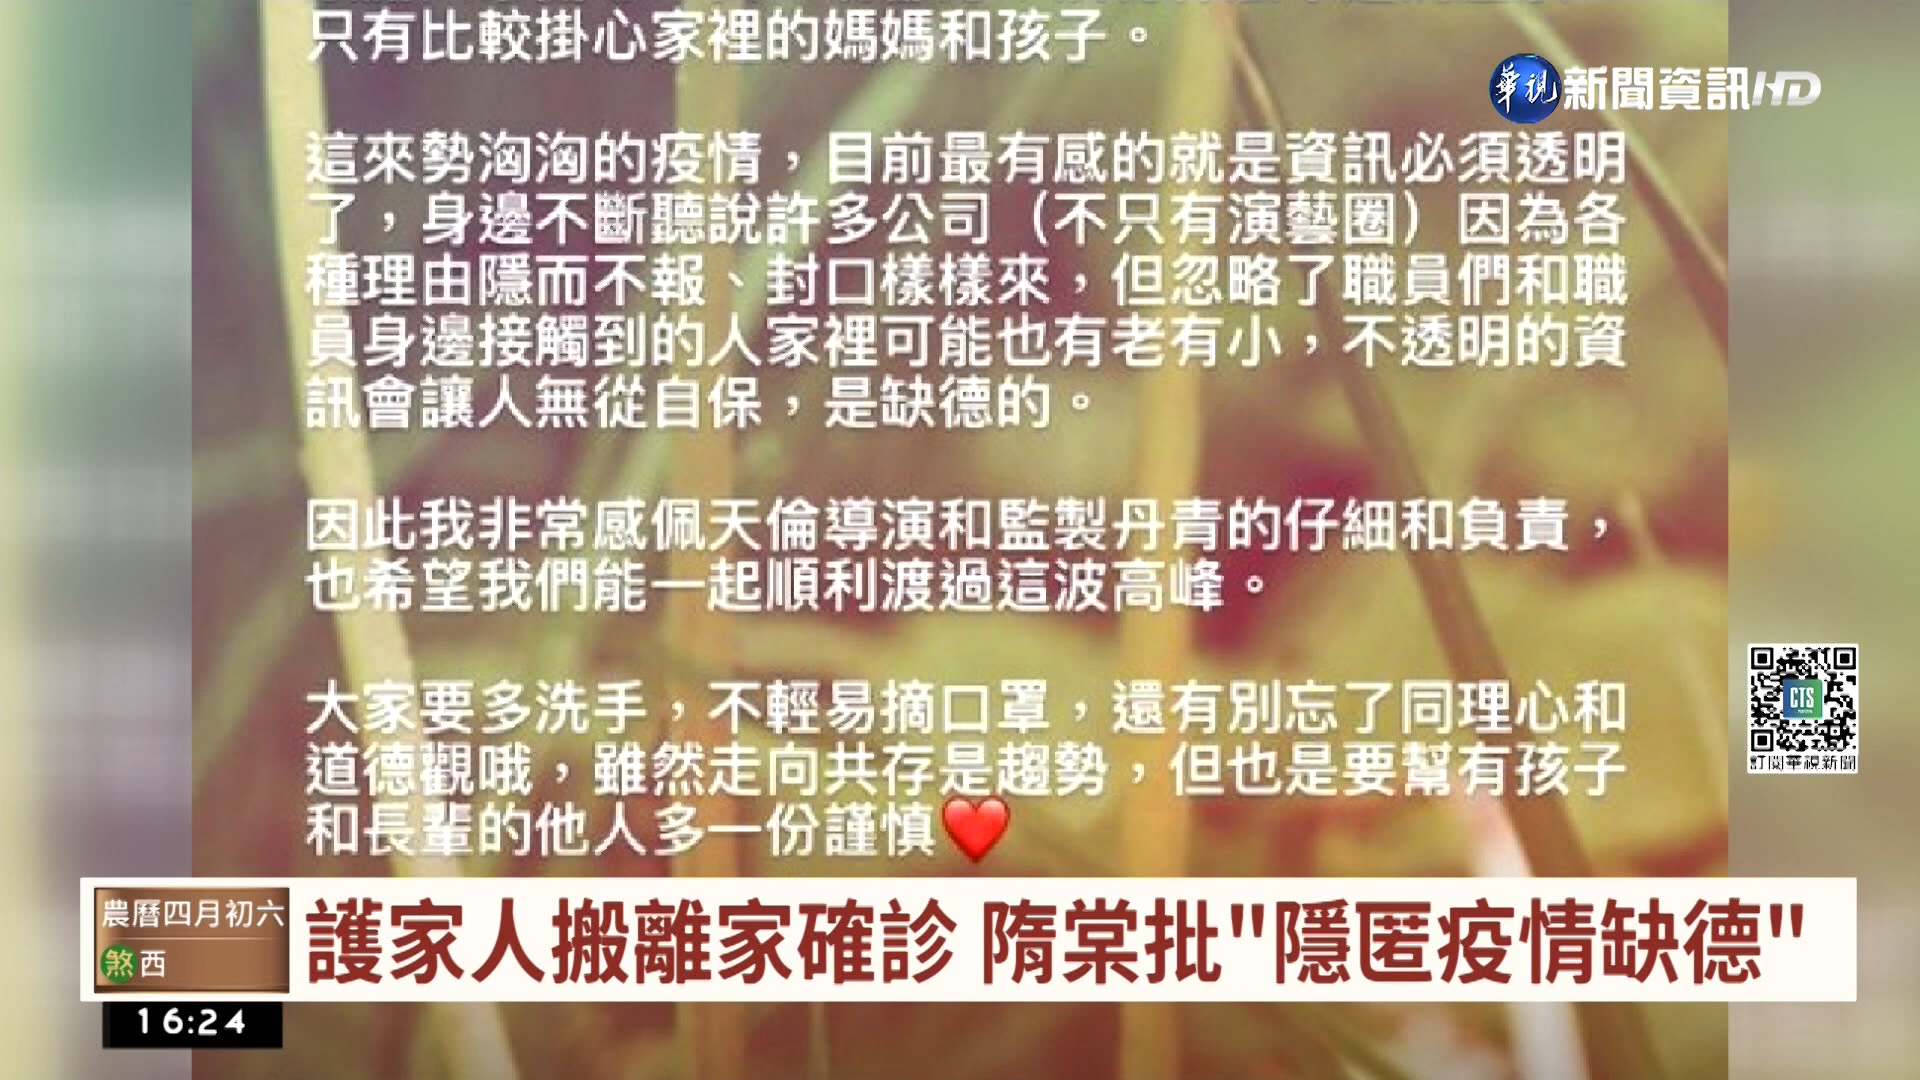 只有比較掛心家裡的媽媽和孩子。
華視新聞資訊HD
這來勢洶洶的疫情，目前最有感的就是資訊必須透明
了，身邊不斷聽說許多公司（不只有演藝圈）因為各
種理由隱而不報、封口樣樣來，但忽略了職員們和職
員身邊接觸到的人家裡可能也有老有小，不透明的資
訊會讓人無從自保，是缺德的。
因此我非常感佩天倫導演和監製丹青的仔細和負責，
也希望我們能一起順利渡過這波高峰。
大家要多洗手，不輕易摘口罩，還有別忘了同理心和
道德觀哦，雖然走向共存是趨勢，但也是要幫有孩子
和長輩的他人多一份謹慎❤️
CTS
訂閱華視新聞
農曆四月初六
煞西
護家人搬離家確診 隋棠批"隱匿疫情缺德"
16:24